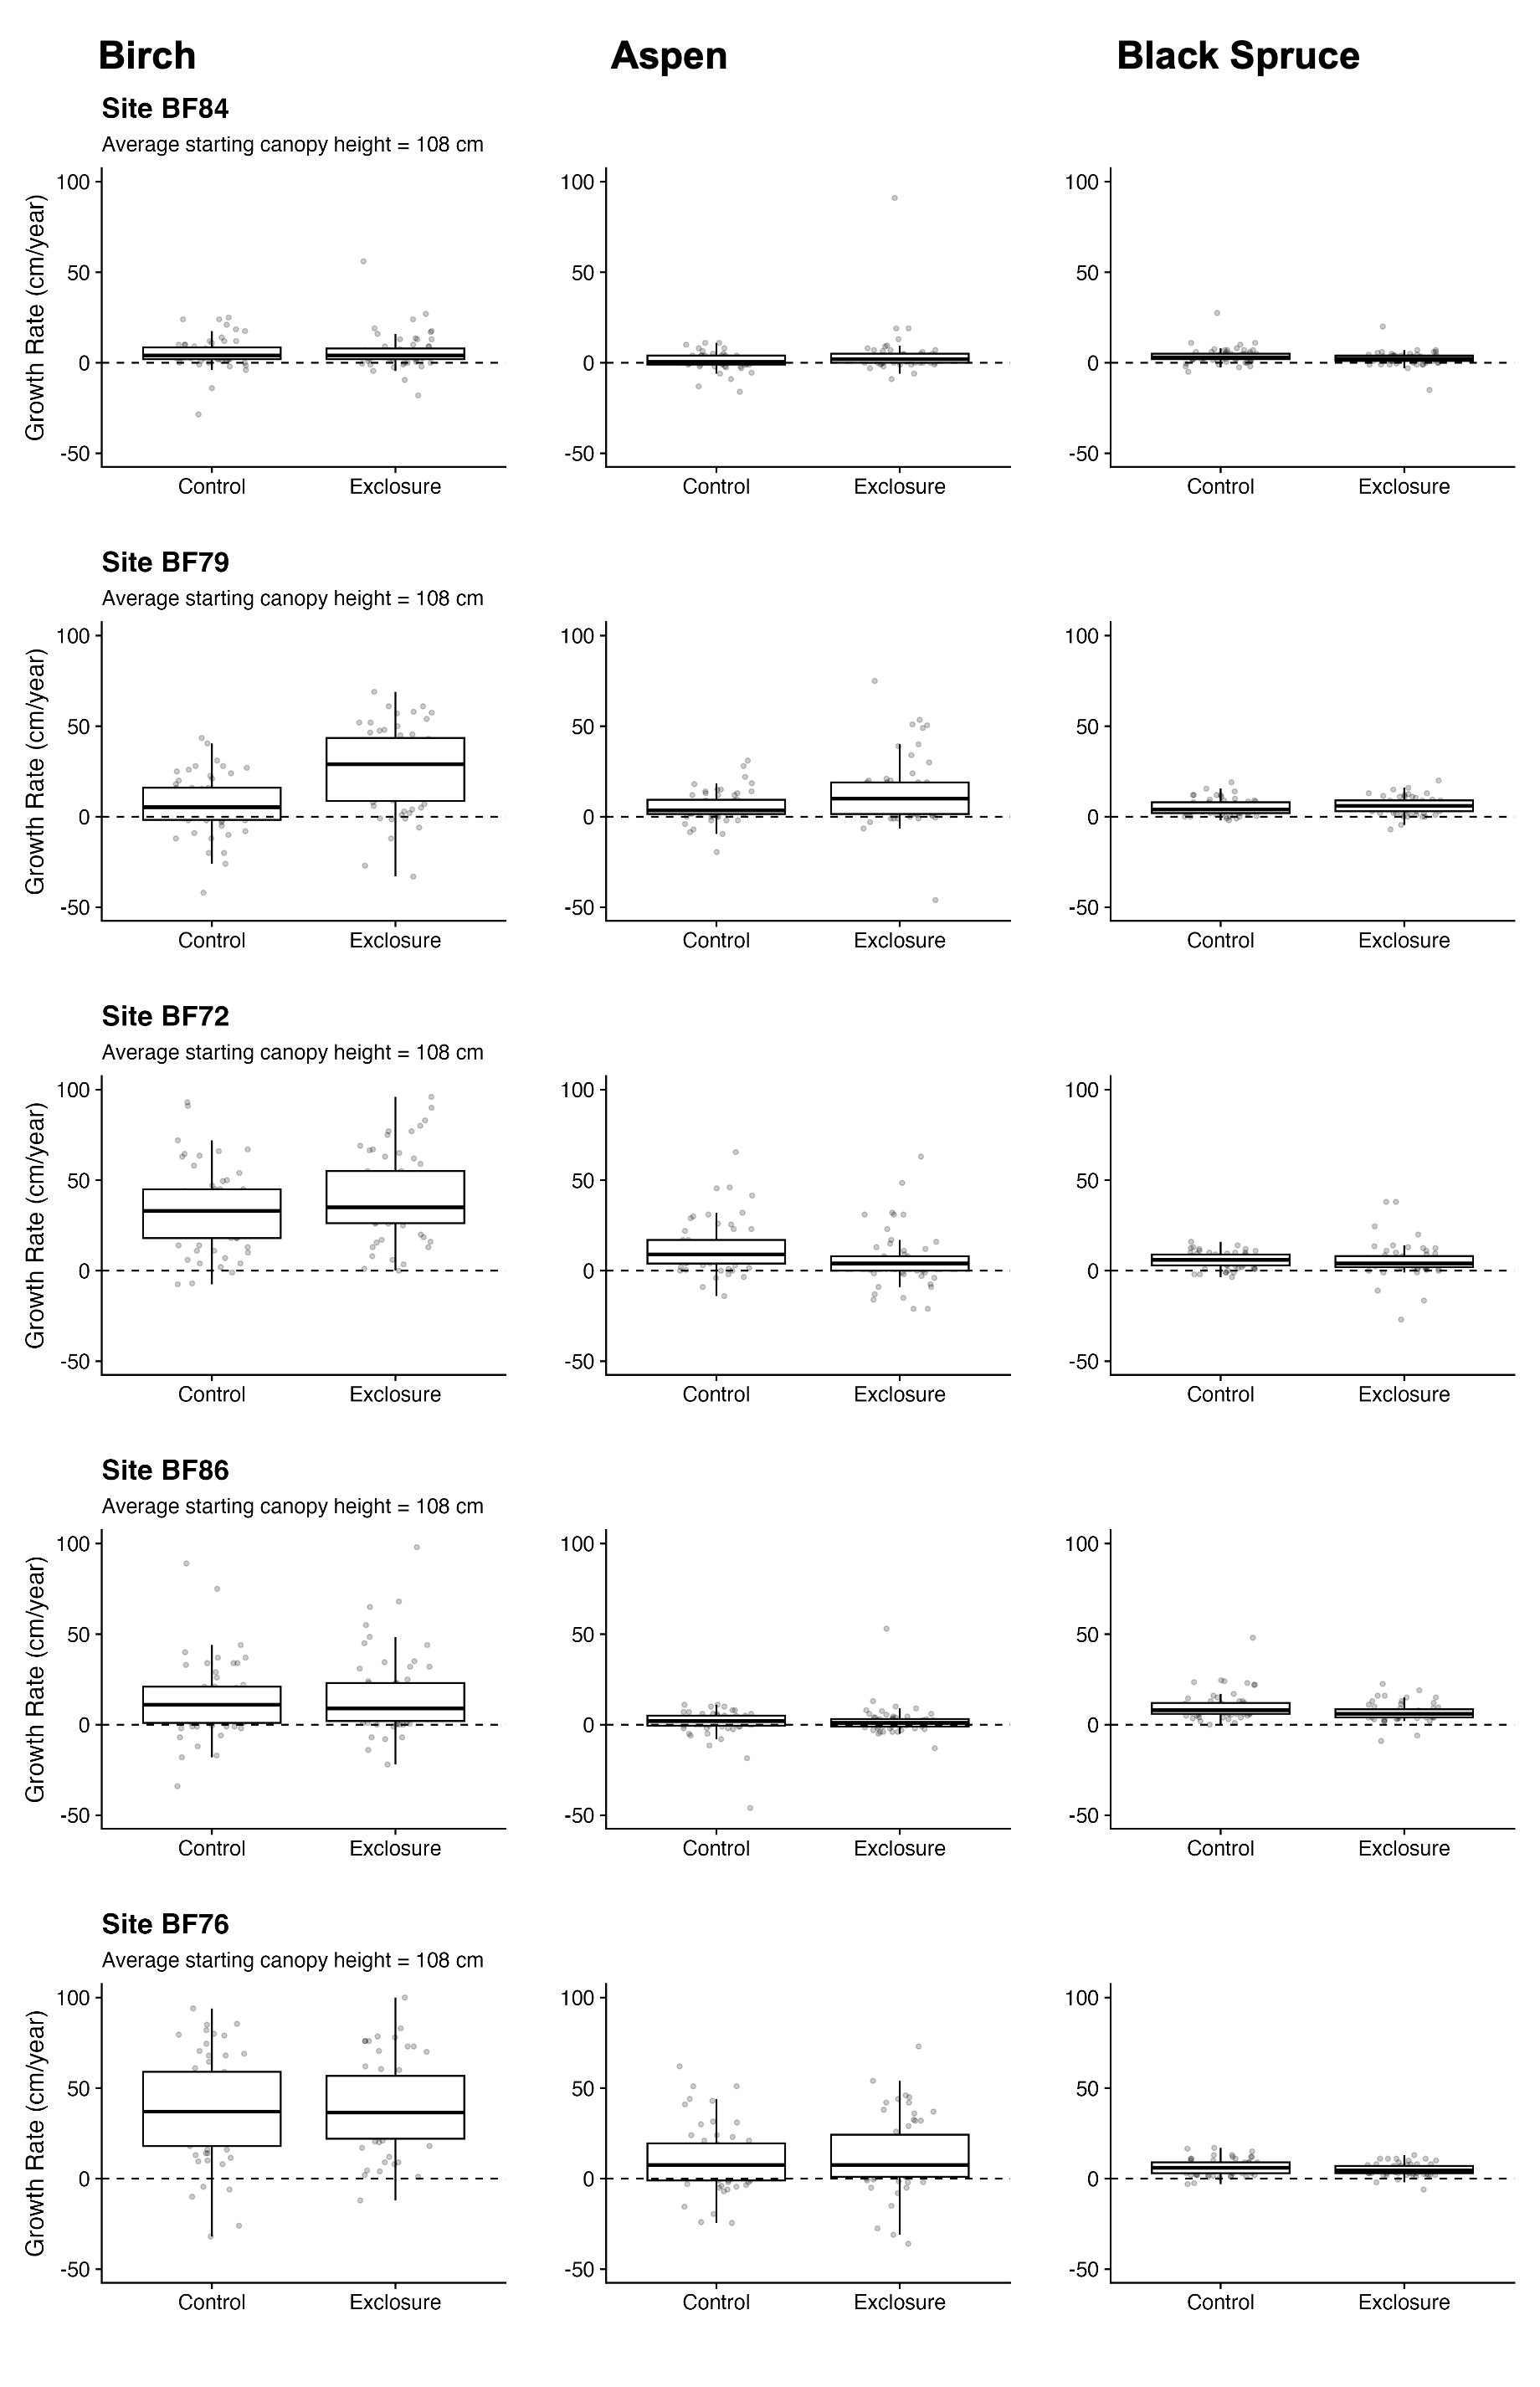 Birch Aspen Black Spruce
Site BF84
Average starting canopy height = 108 cm
Growth Rate (cm/year)
100
50
0
-50
Control Exclosure
100
50
0
-50
Control Exclosure
100
50
0
-50
Control Exclosure
Site BF79
Average starting canopy height = 108 cm
Growth Rate (cm/year)
100
50
0
-50
Control Exclosure
100
50
0
-50
Control Exclosure
100
50
0
-50
Control Exclosure
Site BF72
Average starting canopy height = 108 cm
Growth Rate (cm/year)
100
50
0
-50
Control Exclosure
100
50
0
-50
Control Exclosure
100
50
0
-50
Control Exclosure
Site BF86
Average starting canopy height = 108 cm
Growth Rate (cm/year)
100
50
0
-50
Control Exclosure
100
50
0
-50
Control Exclosure
100
50
0
-50
Control Exclosure
Site BF76
Average starting canopy height = 108 cm
Growth Rate (cm/year)
100
50
0
-50
Control Exclosure
100
50
0
-50
Control Exclosure
100
50
0
-50
Control Exclosure